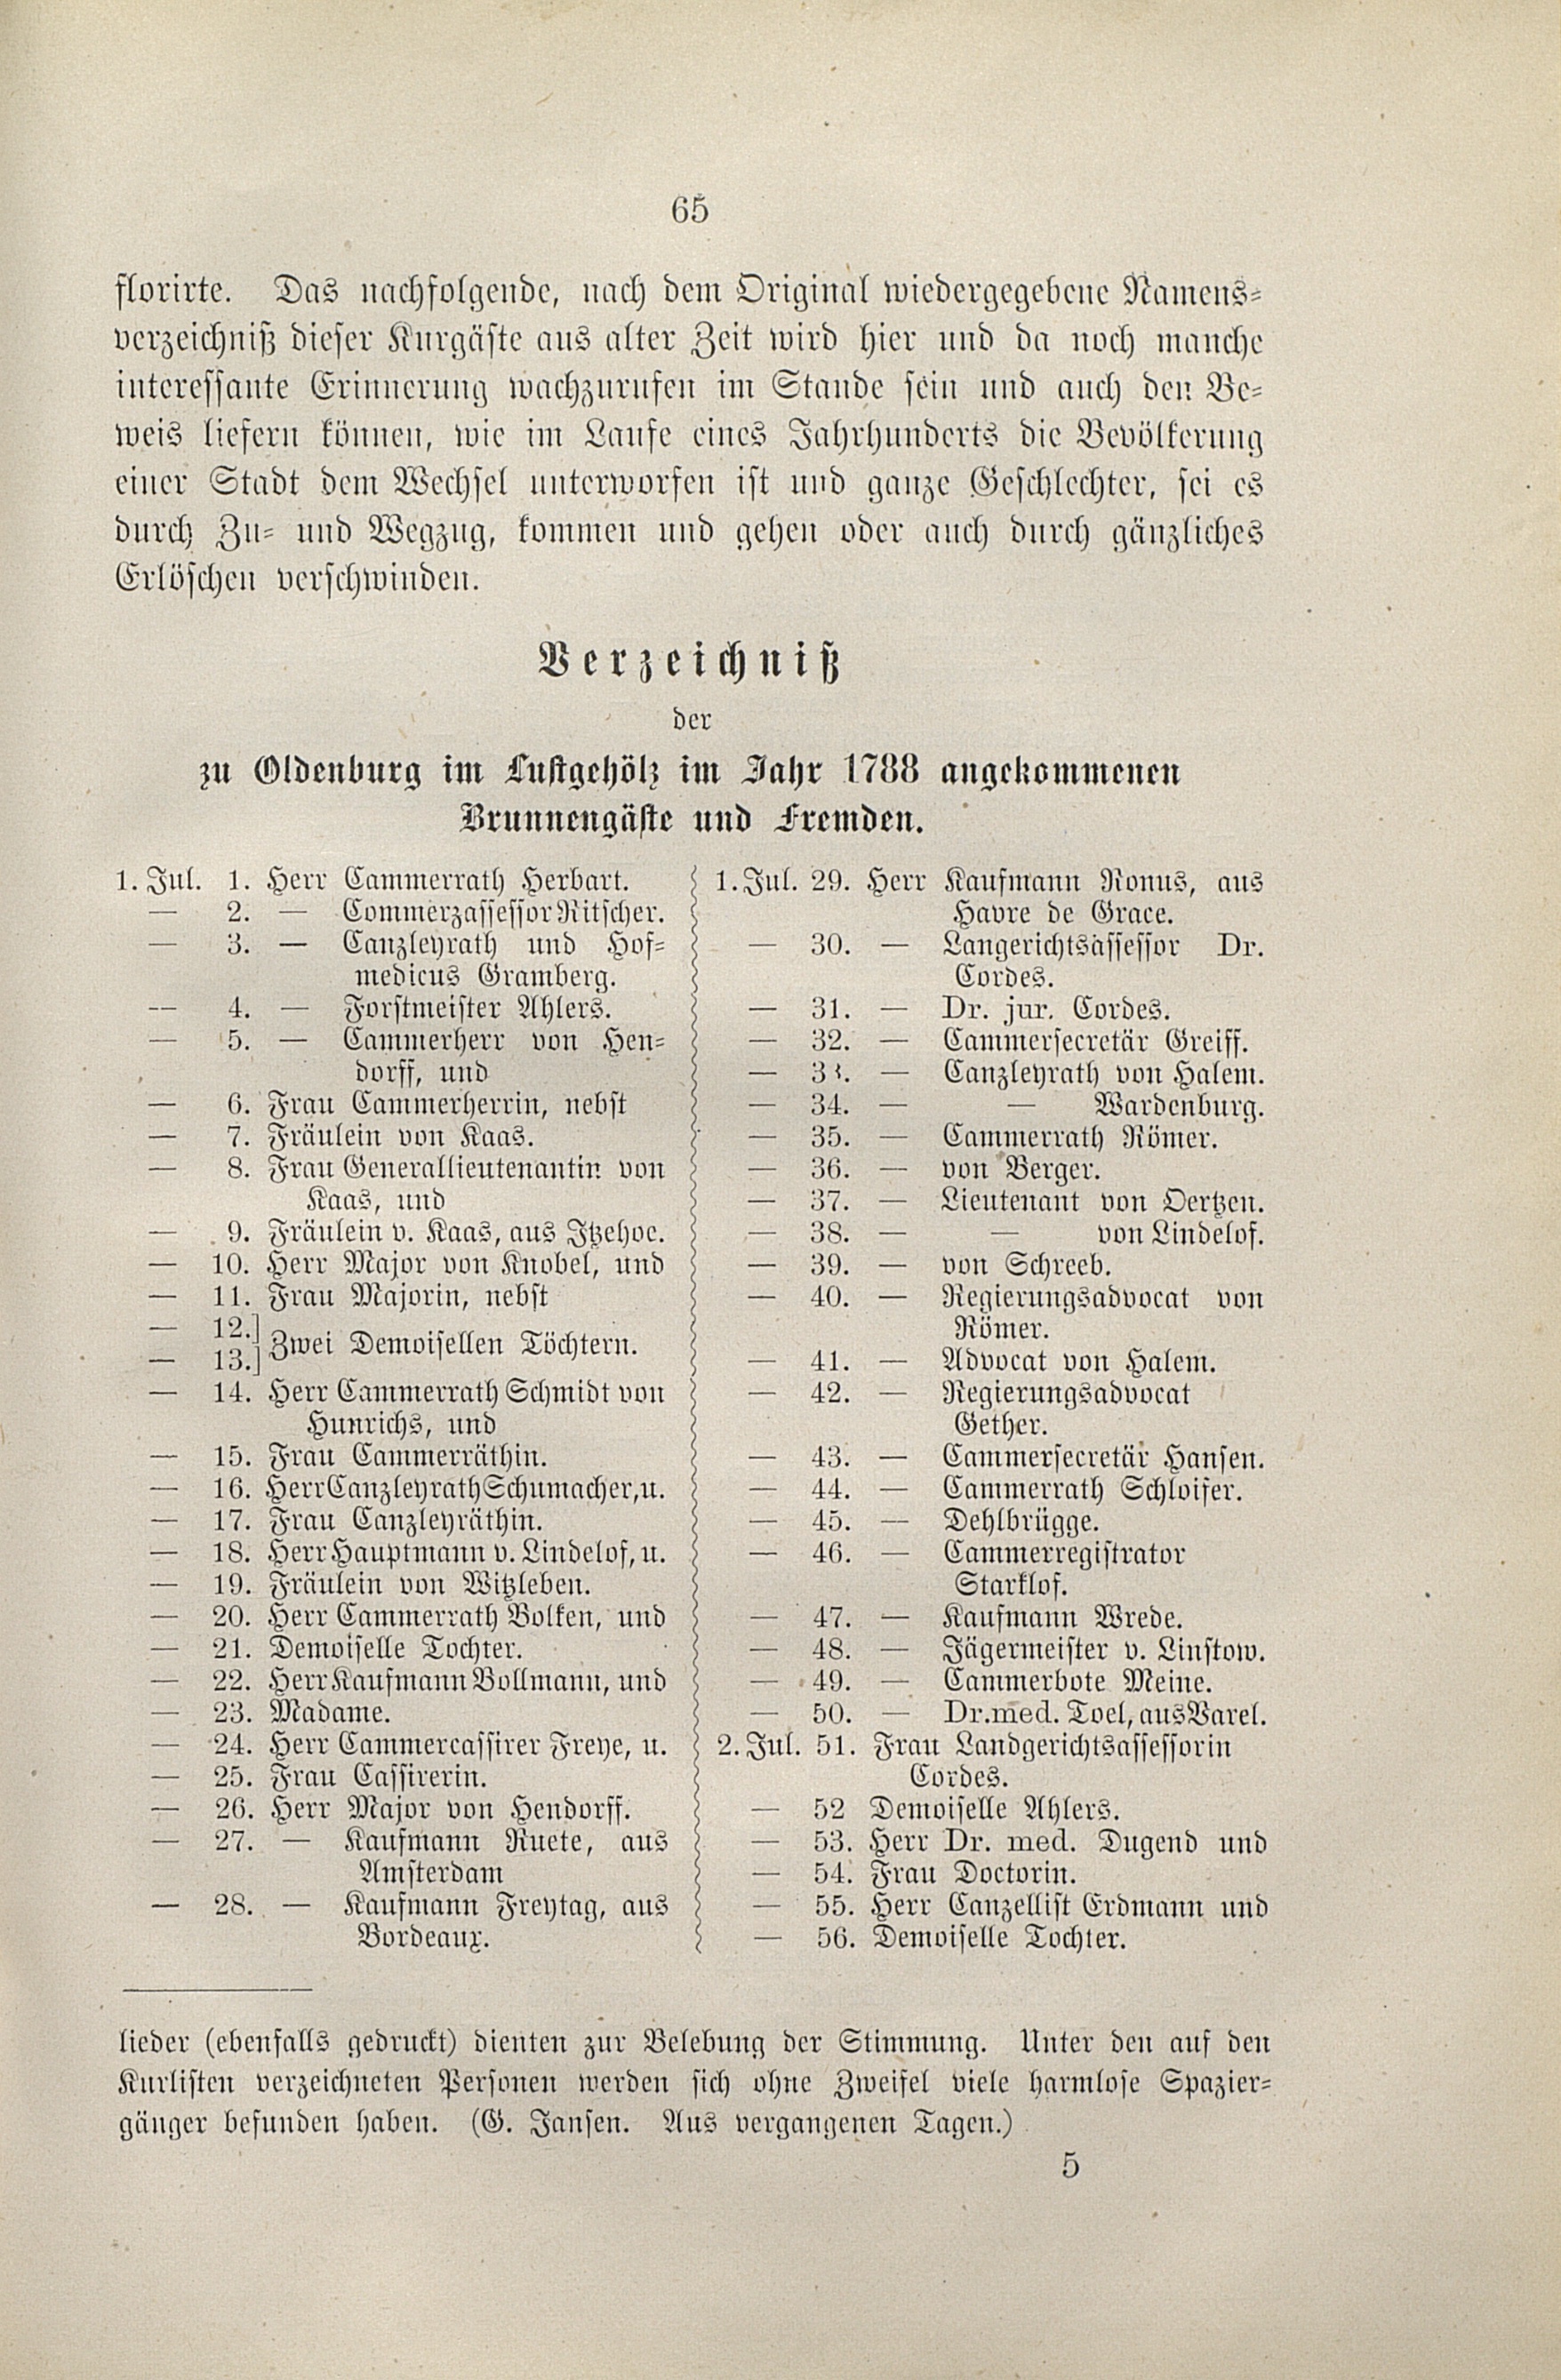 65
florirte. Das nachfolgende, nach dem Original wiedergegebene Namens-
verzeichniß dieser Kurgäste aus alter Zeit wird hier und da noch manche
interessante Erinnerung wachzurufen im Stande sein und auch den Be-
weis liefern können, wie im Laufe eines Jahrhunderts die Bevölkerung
einer Stadt dem Wechsel unterworfen ist und ganze Geschlechter, sei es
durch Zu- und Wegzug, kommen und gehen oder auch durch gänzliches
Erlöschen verschwinden.
Verzeichniß
der
zu Oldenburg im Lustgehölz im Jahr 1788 angekommenen
Brunnengäste und Fremden.
1. Jul. 1. Herr Cammerrath Herbart.
— 2. — Commerzassessor Ritscher.
— 3. — Canzleyrath und Hof-
medicus Gramberg.
— 4. — Forstmeister Ahlers.
— 5. — Cammerherr von Hen-
dorff, und
— 6. Frau Cammerherrin, nebst
— 7. Fräulein von Kaas.
— 8. Frau Generallieutenantin von
Kaas, und
— 9. Fräulein v. Kaas, aus Itzehoe.
— 10. Herr Major von Knobel, und
— 11. Frau Majorin, nebst
— 12.]
— 13.] Zwei Demoisellen Töchtern.
— 14. Herr Cammerrath Schmidt von
Hunrichs, und
— 15. Frau Cammerräthin.
— 16. Herr Canzleyrath Schumacher, u.
— 17. Frau Canzleyräthin.
— 18. Herr Hauptmann v. Lindelof, u.
— 19. Fräulein von Witzleben.
— 20. Herr Cammerrath Bolken, und
— 21. Demoiselle Tochter.
— 22. Herr Kaufmann Bollmann, und
— 23. Madame.
— 24. Herr Cammercassirer Freye, u.
— 25. Frau Cassirerin.
— 26. Herr Major von Hendorff.
— 27. — Kaufmann Ruete, aus
Amsterdam
— 28. — Kaufmann Freytag, aus
Bordeaux.
1. Jul. 29. Herr Kaufmann Ronus, aus
Havre de Grace.
— 30. — Langerichtsassessor Dr.
Cordes.
— 31. — Dr. jur. Cordes.
— 32. — Cammersecretär Greiff.
— 33. — Canzleyrath von Halem.
— 34. — — Wardenburg.
— 35. — Cammerrath Römer.
— 36. — von Berger.
— 37. — Lieutenant von Oertzen.
— 38. — — von Lindelof.
— 39. — von Schreeb.
— 40. — Regierungsadvocat von
Römer.
— 41. — Advocat von Halem.
— 42. — Regierungsadvocat
Gether.
— 43. — Cammersecretär Hansen.
— 44. — Cammerrath Schloifer.
— 45. — Dehlbrügge.
— 46. — Cammerregistrator
Starklof.
— 47. — Kaufmann Wrede.
— 48. — Jägermeister v. Linstow.
— 49. — Cammerbote Meine.
— 50. — Dr. med. Toel, aus Varel.
2. Jul. 51. Frau Landgerichtsassessorin
Cordes.
— 52 Demoiselle Ahlers.
— 53. Herr Dr. med. Dugend und
— 54. Frau Doctorin.
— 55. Herr Canzellist Erdmann und
— 56. Demoiselle Tochter.
lieder (ebenfalls gedruckt) dienten zur Belebung der Stimmung. Unter den auf den
Kurlisten verzeichneten Personen werden sich ohne Zweifel viele harmlose Spazier-
gänger befunden haben. (G. Jansen. Aus vergangenen Tagen.)
5